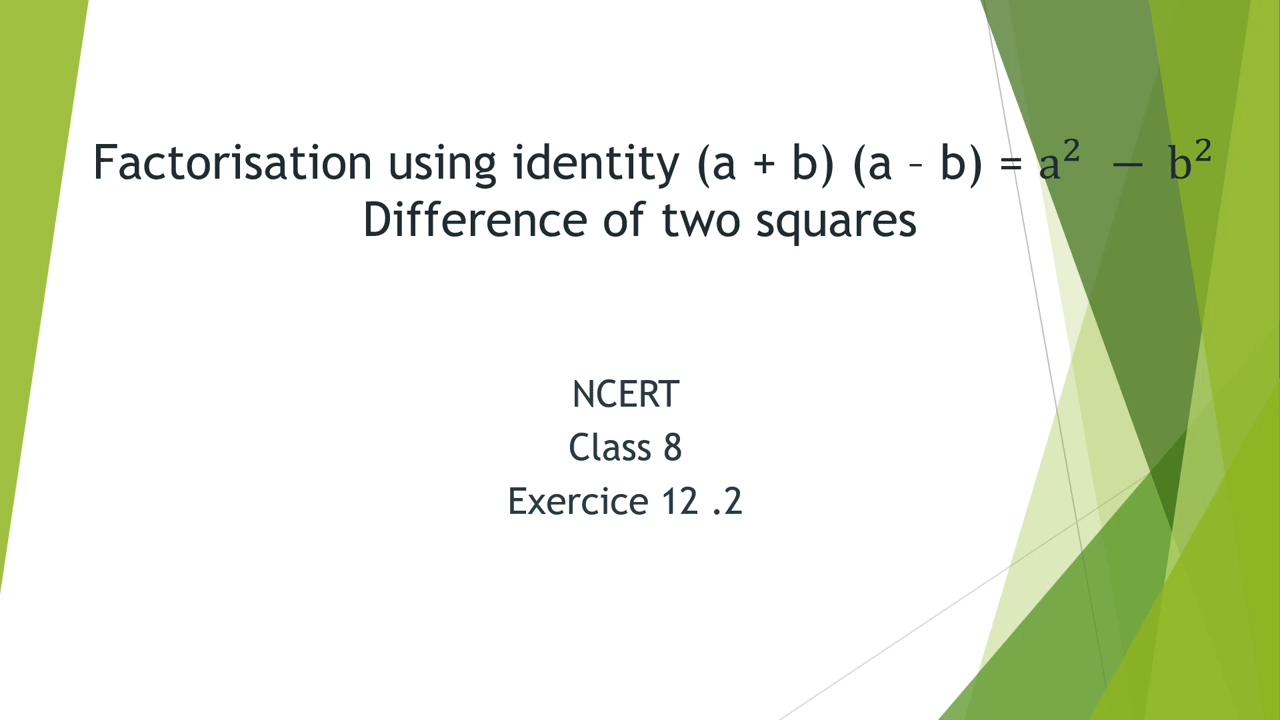 Factorisation using identity (a + b) (a – b) = a² − b²
Difference of two squares
NCERT
Class 8
Exercice 12 .2